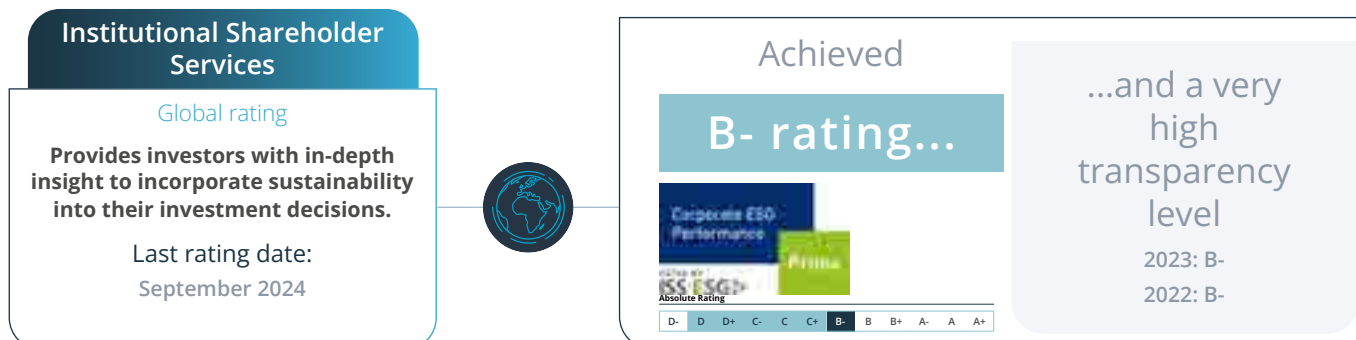 Institutional Shareholder
Services
Global rating
Provides investors with in-depth
insight to incorporate sustainability
into their investment decisions.
Last rating date:
September 2024
Achieved
B- rating...
Corporate ESG
Performance
Prime
ISS ESG
Absolute Rating
D- D D+ C- C C+ B- B B+ A- A A+
...and a very
high
transparency
level
2023: B-
2022: B-